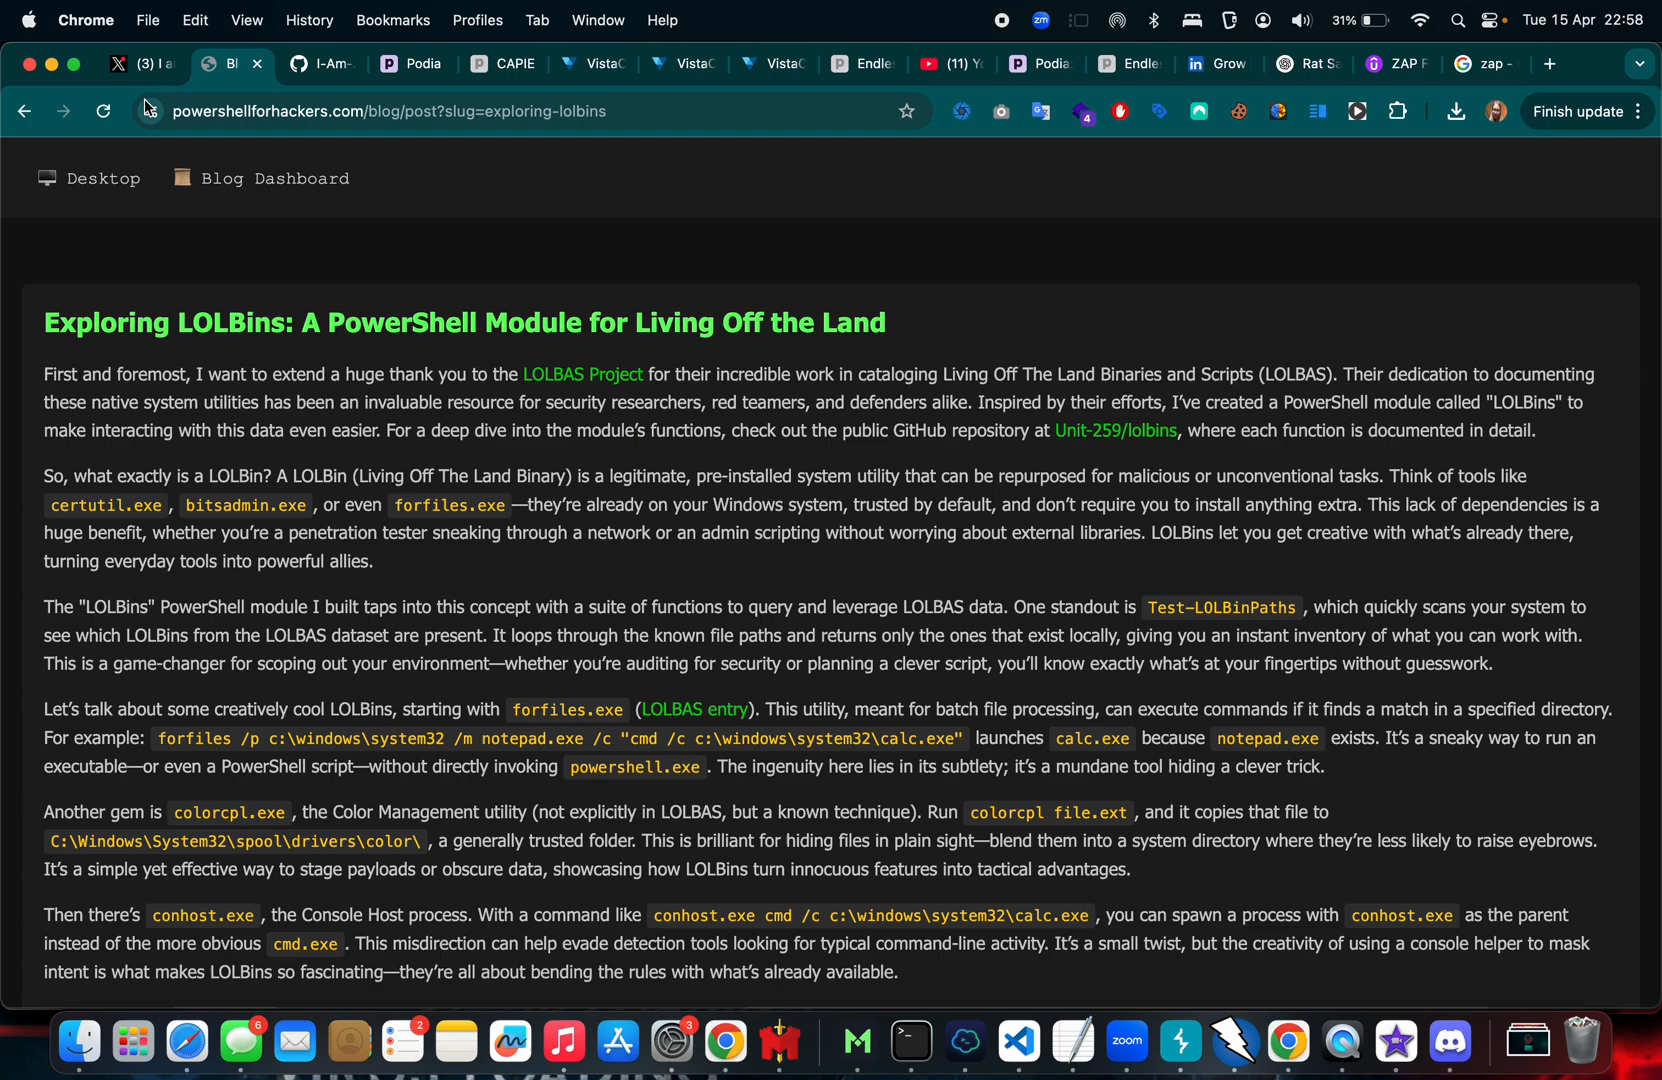 Chrome File Edit View History Bookmarks Profiles Tab Window Help zm 31% Tue 15 Apr 22:58
(3) I a Bl I-Am- Podia CAPIE VistaC VistaC VistaC Endle (11) Yo Podia Endle Grow Rat Sa ZAP F zap -
powershellforhackers.com/blog/post?slug=exploring-lolbins 4 Finish update
Desktop Blog Dashboard
Exploring LOLBins: A PowerShell Module for Living Off the Land
First and foremost, I want to extend a huge thank you to the LOLBAS Project for their incredible work in cataloging Living Off The Land Binaries and Scripts (LOLBAS). Their dedication to documenting
these native system utilities has been an invaluable resource for security researchers, red teamers, and defenders alike. Inspired by their efforts, I've created a PowerShell module called "LOLBins" to
make interacting with this data even easier. For a deep dive into the module's functions, check out the public GitHub repository at Unit-259/lolbins, where each function is documented in detail.
So, what exactly is a LOLBin? A LOLBin (Living Off The Land Binary) is a legitimate, pre-installed system utility that can be repurposed for malicious or unconventional tasks. Think of tools like
certutil.exe , bitsadmin.exe , or even forfiles.exe —they're already on your Windows system, trusted by default, and don't require you to install anything extra. This lack of dependencies is a
huge benefit, whether you're a penetration tester sneaking through a network or an admin scripting without worrying about external libraries. LOLBins let you get creative with what's already there,
turning everyday tools into powerful allies.
The "LOLBins" PowerShell module I built taps into this concept with a suite of functions to query and leverage LOLBAS data. One standout is Test-LOLBinPaths , which quickly scans your system to
see which LOLBins from the LOLBAS dataset are present. It loops through the known file paths and returns only the ones that exist locally, giving you an instant inventory of what you can work with.
This is a game-changer for scoping out your environment—whether you're auditing for security or planning a clever script, you'll know exactly what's at your fingertips without guesswork.
Let's talk about some creatively cool LOLBins, starting with forfiles.exe (LOLBAS entry). This utility, meant for batch file processing, can execute commands if it finds a match in a specified directory.
For example: forfiles /p c:\windows\system32 /m notepad.exe /c "cmd /c c:\windows\system32\calc.exe" launches calc.exe because notepad.exe exists. It's a sneaky way to run an
executable—or even a PowerShell script—without directly invoking powershell.exe . The ingenuity here lies in its subtlety; it's a mundane tool hiding a clever trick.
Another gem is colorcpl.exe , the Color Management utility (not explicitly in LOLBAS, but a known technique). Run colorcpl file.ext , and it copies that file to
C:\Windows\System32\spool\drivers\color\ , a generally trusted folder. This is brilliant for hiding files in plain sight—blend them into a system directory where they're less likely to raise eyebrows.
It's a simple yet effective way to stage payloads or obscure data, showcasing how LOLBins turn innocuous features into tactical advantages.
Then there's conhost.exe , the Console Host process. With a command like conhost.exe cmd /c c:\windows\system32\calc.exe , you can spawn a process with conhost.exe as the parent
instead of the more obvious cmd.exe . This misdirection can help evade detection tools looking for typical command-line activity. It's a small twist, but the creativity of using a console helper to mask
intent is what makes LOLBins so fascinating—they're all about bending the rules with what's already available.
6 2 3 zoom